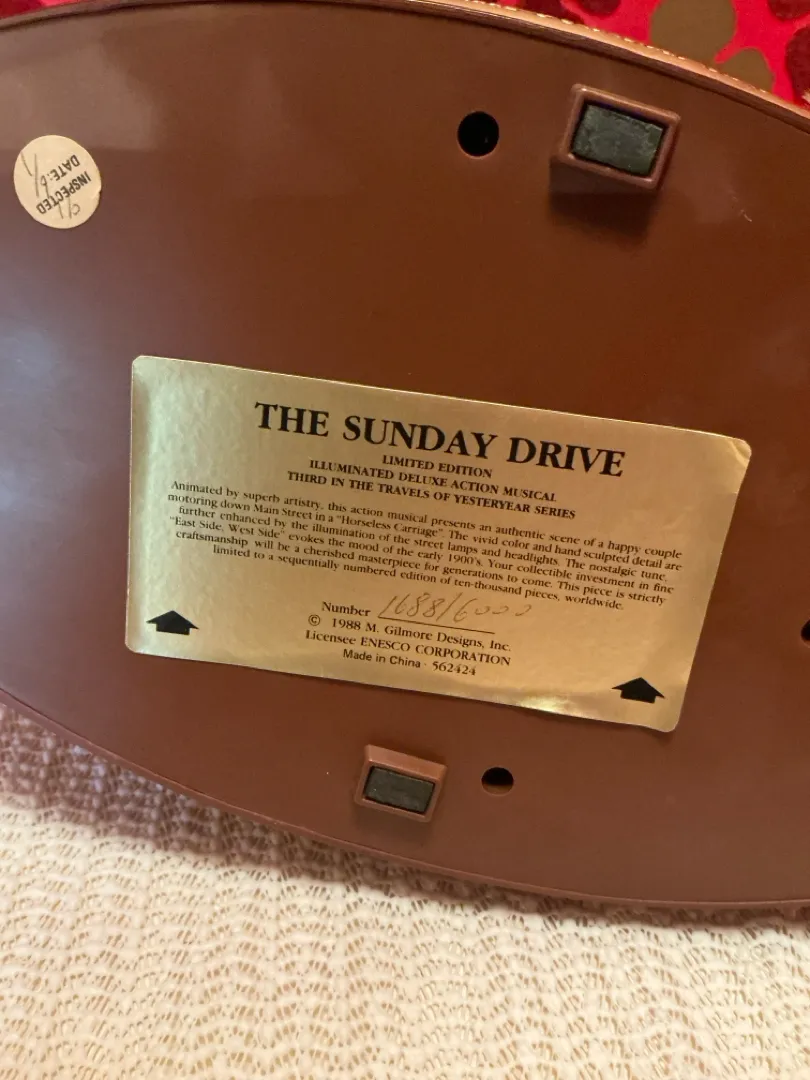 INSPECTED
DATE:
THE SUNDAY DRIVE
LIMITED EDITION
ILLUMINATED DELUXE ACTION MUSICAL
THIRD IN THE TRAVELS OF YESTERYEAR SERIES
Animated by superb artistry, this action musical presents an authentic scene of a happy couple
motoring down Main Street in a "Horseless Carriage". The vivid color and hand sculpted detail are
further enhanced by the illumination of the street lamps and headlights. The nostalgic tune,
"East Side, West Side" evokes the mood of the early 1900's. Your collectible investment in fine
craftsmanship will be a cherished masterpiece for generations to come. This piece is strictly
limited to a sequentially numbered edition of ten-thousand pieces, worldwide.
Number 1688/6000
© 1988 M. Gilmore Designs, Inc.
Licensee ENESCO CORPORATION
Made in China · 562424